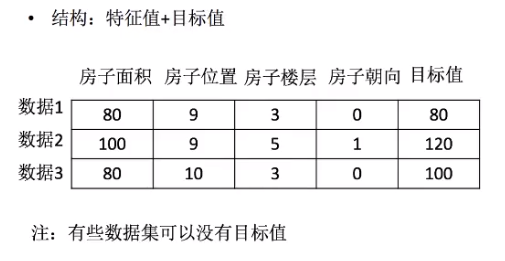 • 结构：特征值+目标值
房子面积 房子位置 房子楼层 房子朝向 目标值
数据1 80 9 3 0 80
数据2 100 9 5 1 120
数据3 80 10 3 0 100
注：有些数据集可以没有目标值